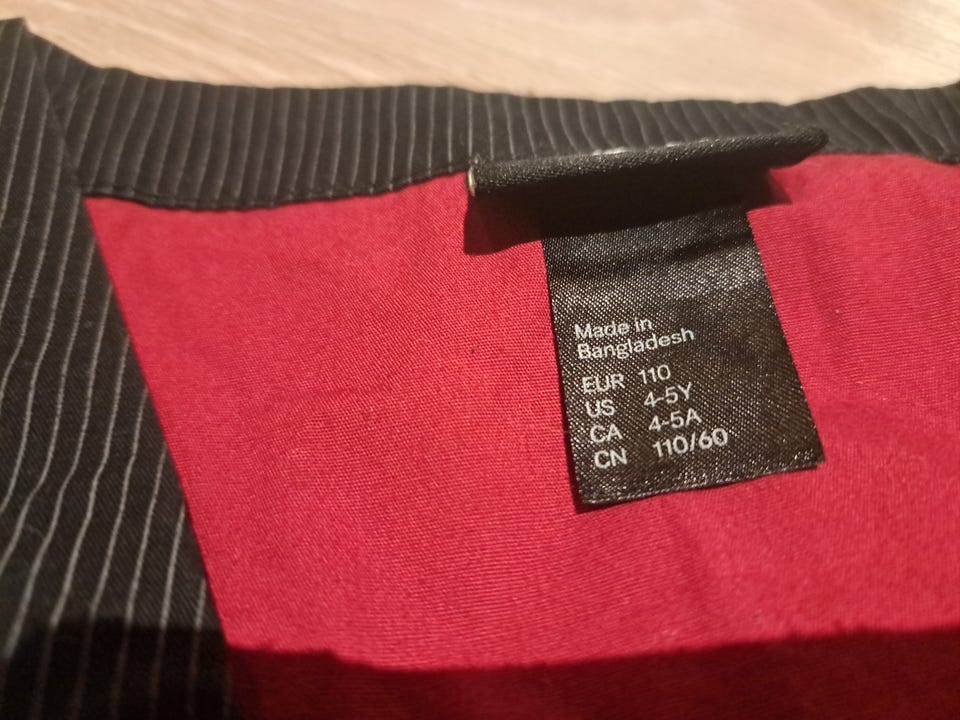 Made in
Bangladesh
EUR 110
US 4-5Y
CA 4-5A
CN 110/60